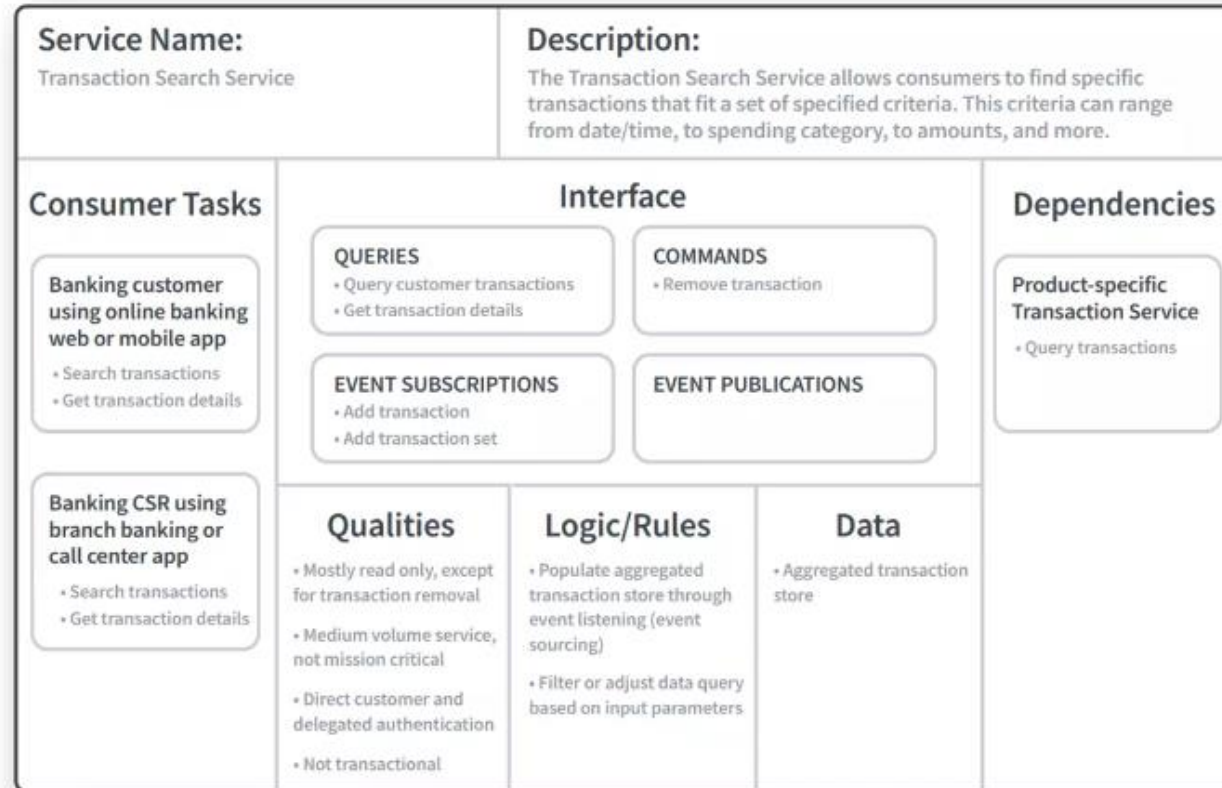 Service Name:
Transaction Search Service
Description:
The Transaction Search Service allows consumers to find specific
transactions that fit a set of specified criteria. This criteria can range
from date/time, to spending category, to amounts, and more.
Consumer Tasks
Banking customer
using online banking
web or mobile app
• Search transactions
• Get transaction details
Banking CSR using
branch banking or
call center app
• Search transactions
• Get transaction details
Interface
QUERIES
• Query customer transactions
• Get transaction details
COMMANDS
• Remove transaction
EVENT SUBSCRIPTIONS
• Add transaction
• Add transaction set
EVENT PUBLICATIONS
Qualities
• Mostly read only, except
for transaction removal
• Medium volume service,
not mission critical
• Direct customer and
delegated authentication
• Not transactional
Logic/Rules
• Populate aggregated
transaction store through
event listening (event
sourcing)
• Filter or adjust data query
based on input parameters
Data
• Aggregated transaction
store
Dependencies
Product-specific
Transaction Service
• Query transactions